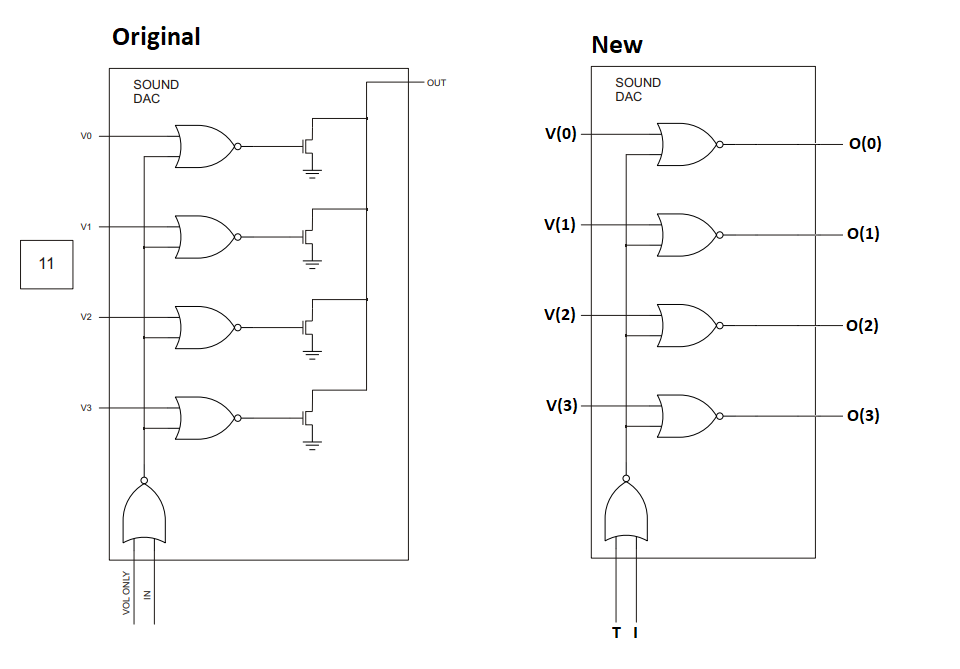 Original
SOUND
DAC
OUT
V0
V1
11
V2
V3
VOL ONLY
IN
New
SOUND
DAC
V(0)
O(0)
V(1)
O(1)
V(2)
O(2)
V(3)
O(3)
T I